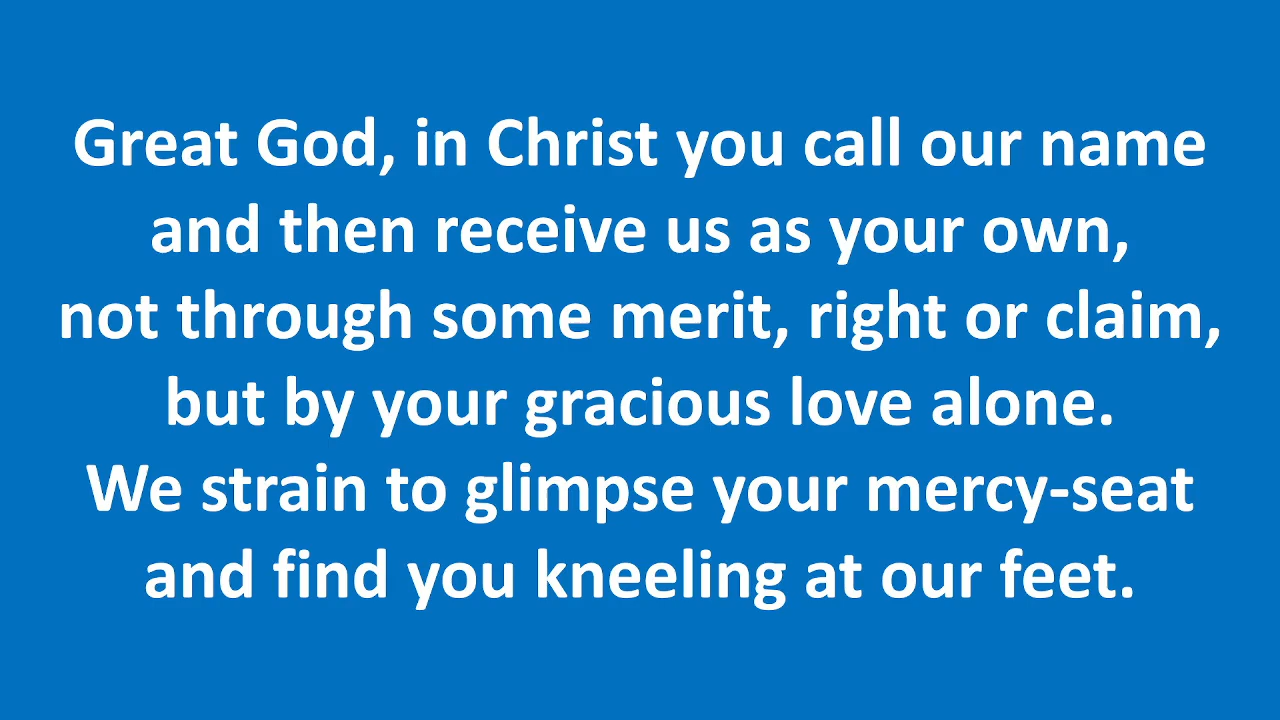 Great God, in Christ you call our name
and then receive us as your own,
not through some merit, right or claim,
but by your gracious love alone.
We strain to glimpse your mercy-seat
and find you kneeling at our feet.